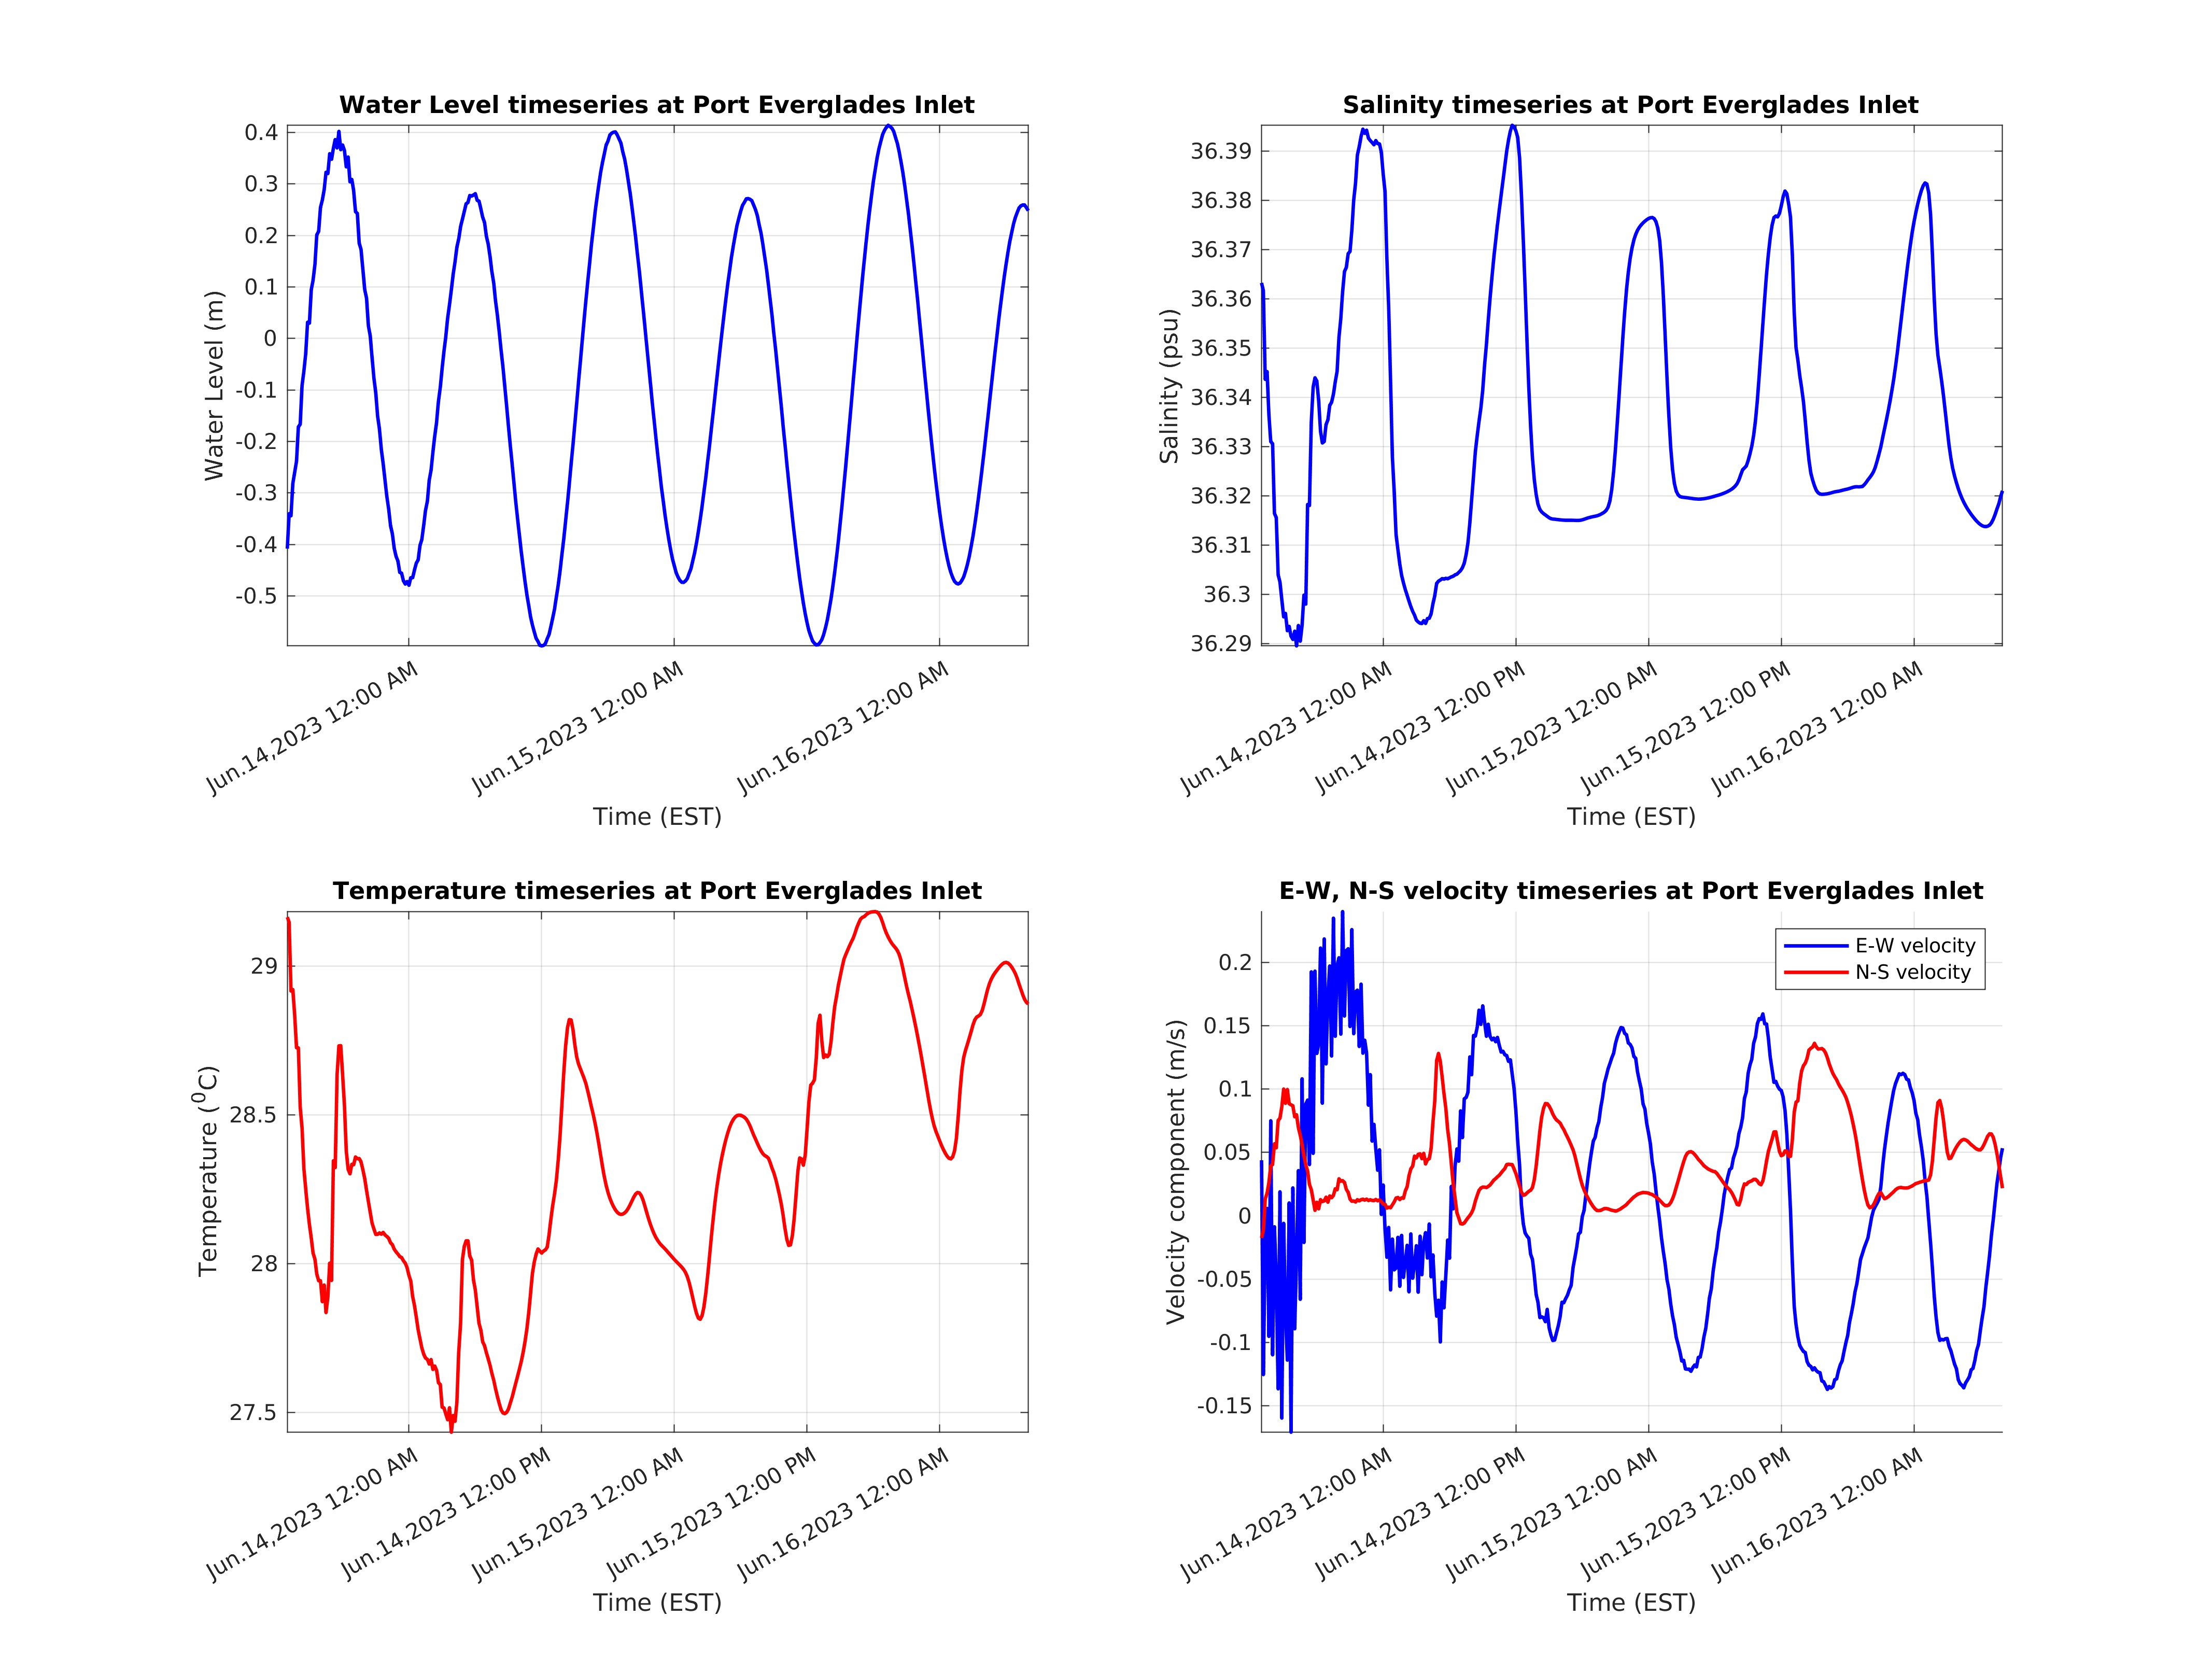 Water Level timeseries at Port Everglades Inlet
Water Level (m)
0.4
0.3
0.2
0.1
0
-0.1
-0.2
-0.3
-0.4
-0.5
Jun.14,2023 12:00 AM
Jun.15,2023 12:00 AM
Jun.16,2023 12:00 AM
Time (EST)
Salinity timeseries at Port Everglades Inlet
Salinity (psu)
36.39
36.38
36.37
36.36
36.35
36.34
36.33
36.32
36.31
36.3
36.29
Jun.14,2023 12:00 AM
Jun.14,2023 12:00 PM
Jun.15,2023 12:00 AM
Jun.15,2023 12:00 PM
Jun.16,2023 12:00 AM
Time (EST)
Temperature timeseries at Port Everglades Inlet
Temperature (⁰C)
29
28.5
28
27.5
Jun.14,2023 12:00 AM
Jun.14,2023 12:00 PM
Jun.15,2023 12:00 AM
Jun.15,2023 12:00 PM
Jun.16,2023 12:00 AM
Time (EST)
E-W, N-S velocity timeseries at Port Everglades Inlet
E-W velocity
N-S velocity
Velocity component (m/s)
0.2
0.15
0.1
0.05
0
-0.05
-0.1
-0.15
Jun.14,2023 12:00 AM
Jun.14,2023 12:00 PM
Jun.15,2023 12:00 AM
Jun.15,2023 12:00 PM
Jun.16,2023 12:00 AM
Time (EST)